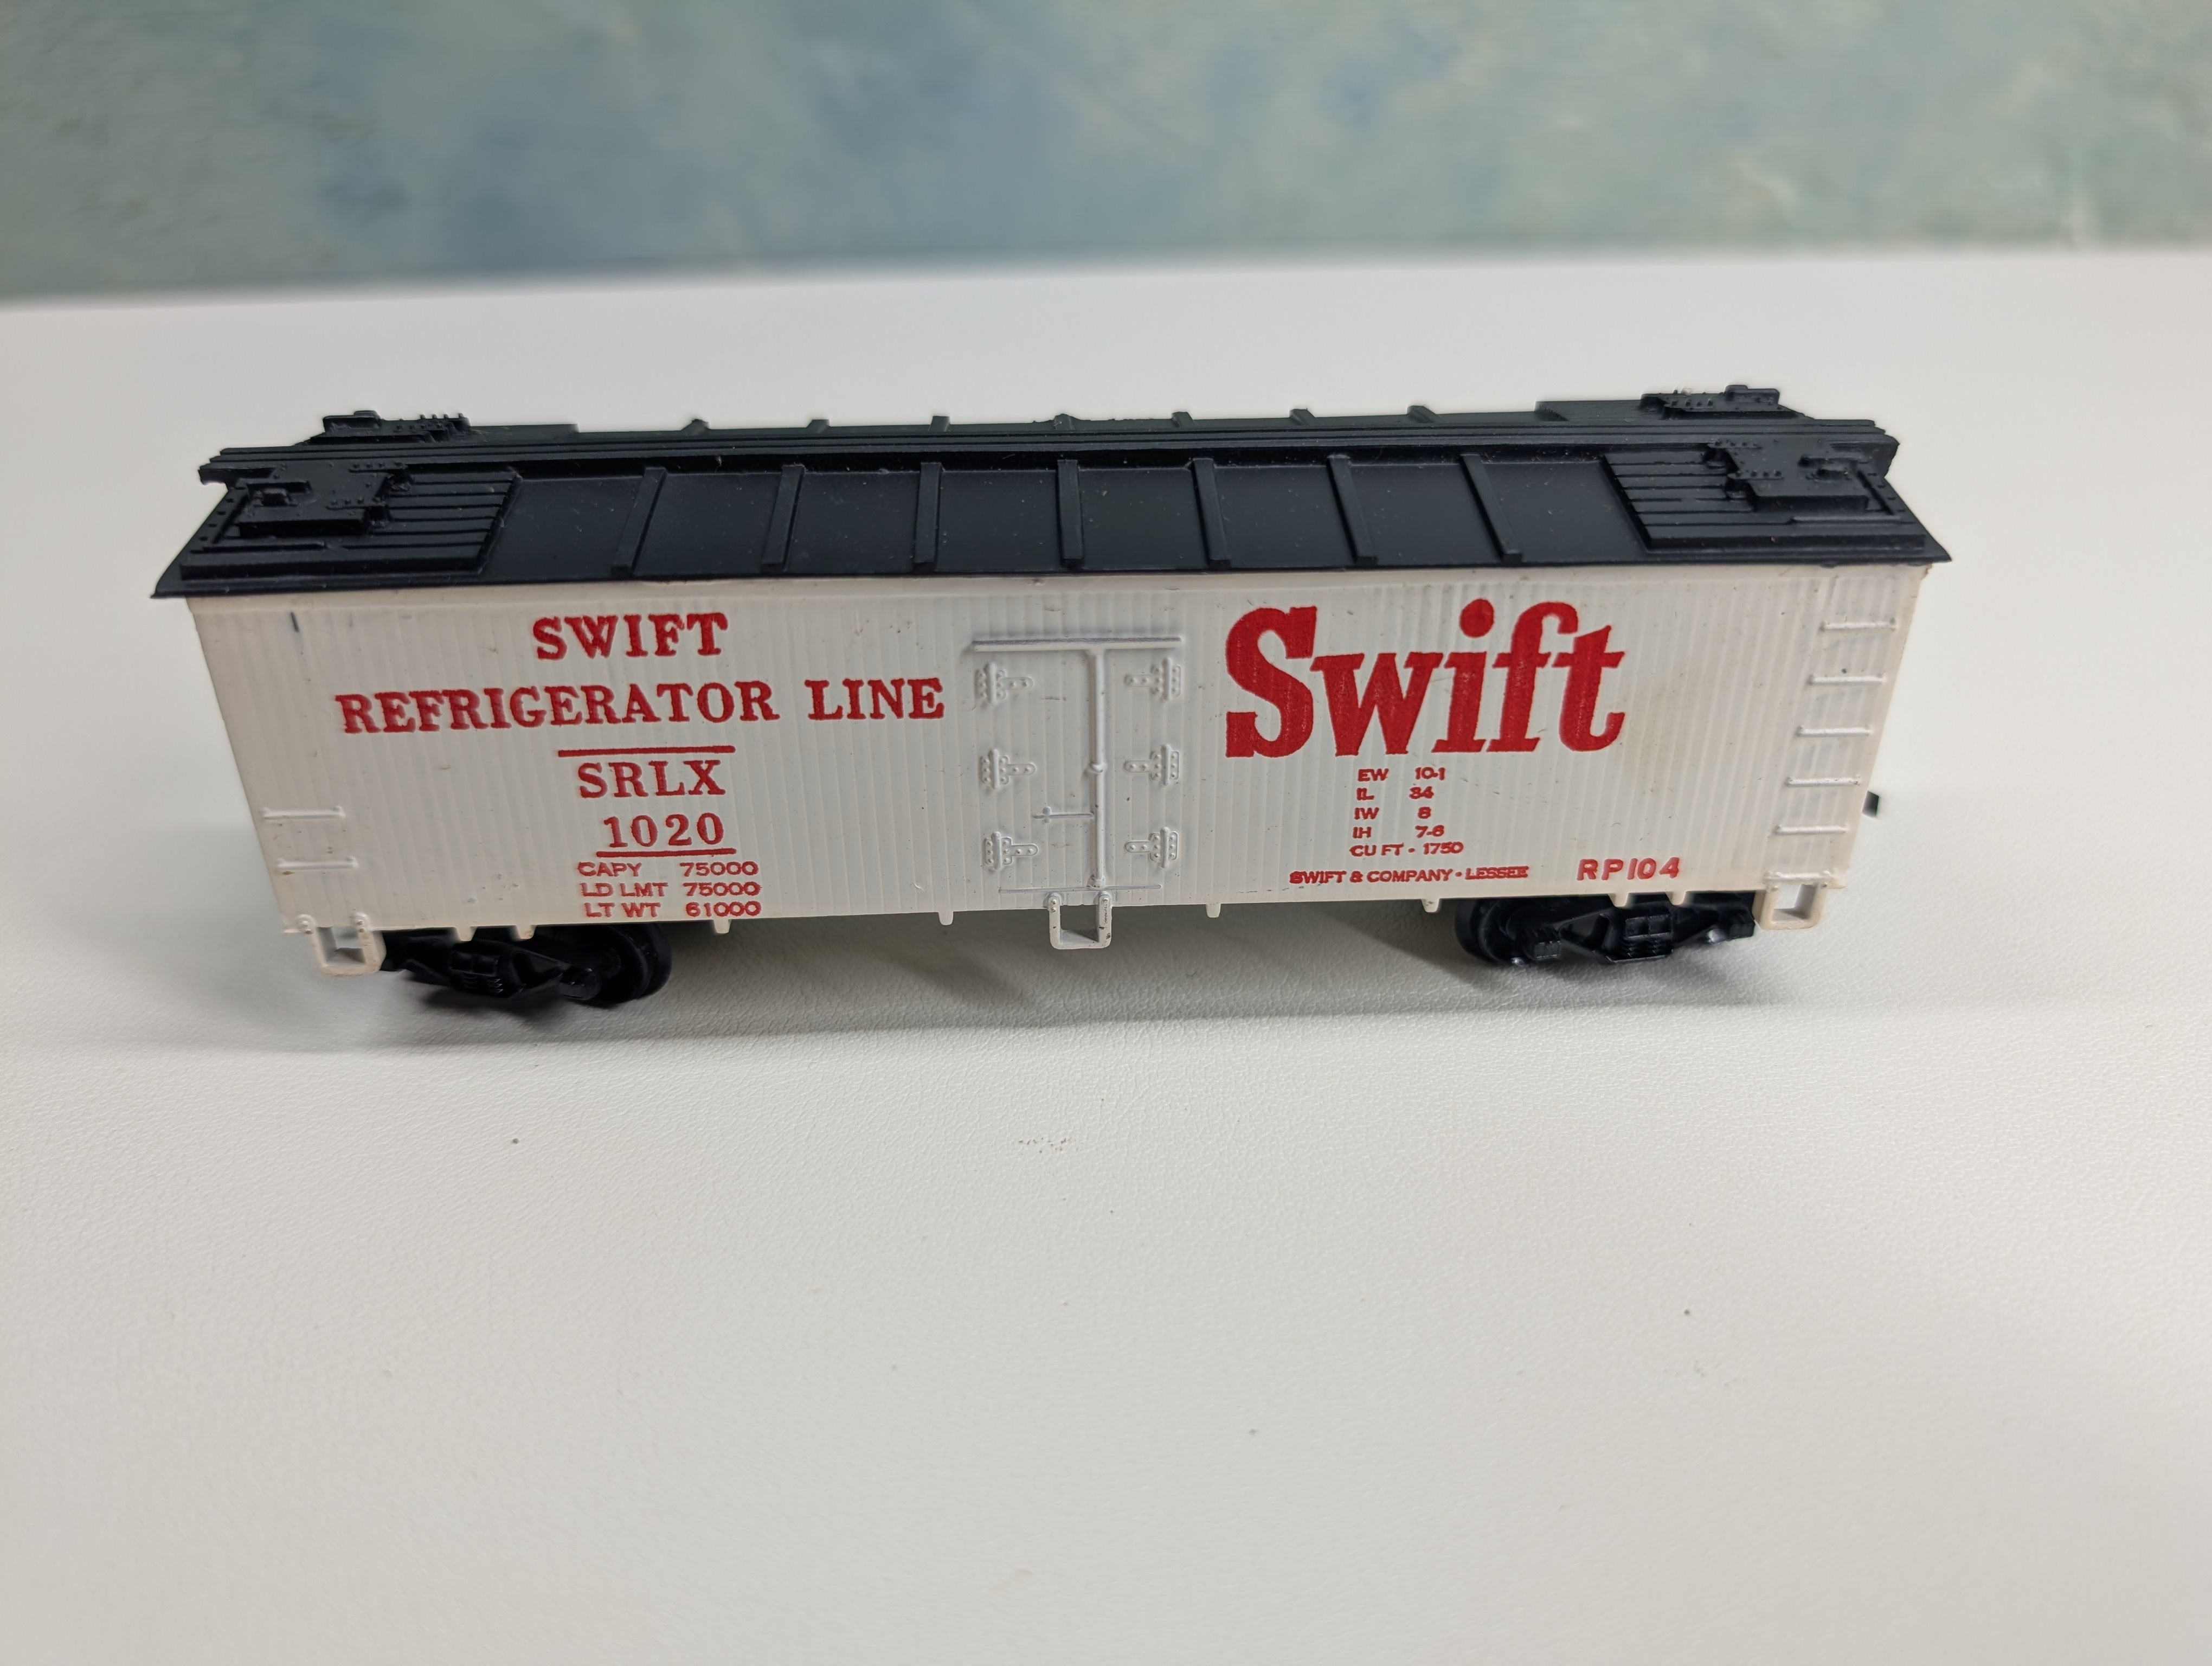 SWIFT
REFRIGERATOR LINE
SRLX
1020
CAPY 75000
LD LMT 75000
LT WT 61000
Swift
EW 10-1
IL 34
IW 8
IH 7-6
CU FT - 1750
SWIFT & COMPANY - LESSEE
RP104